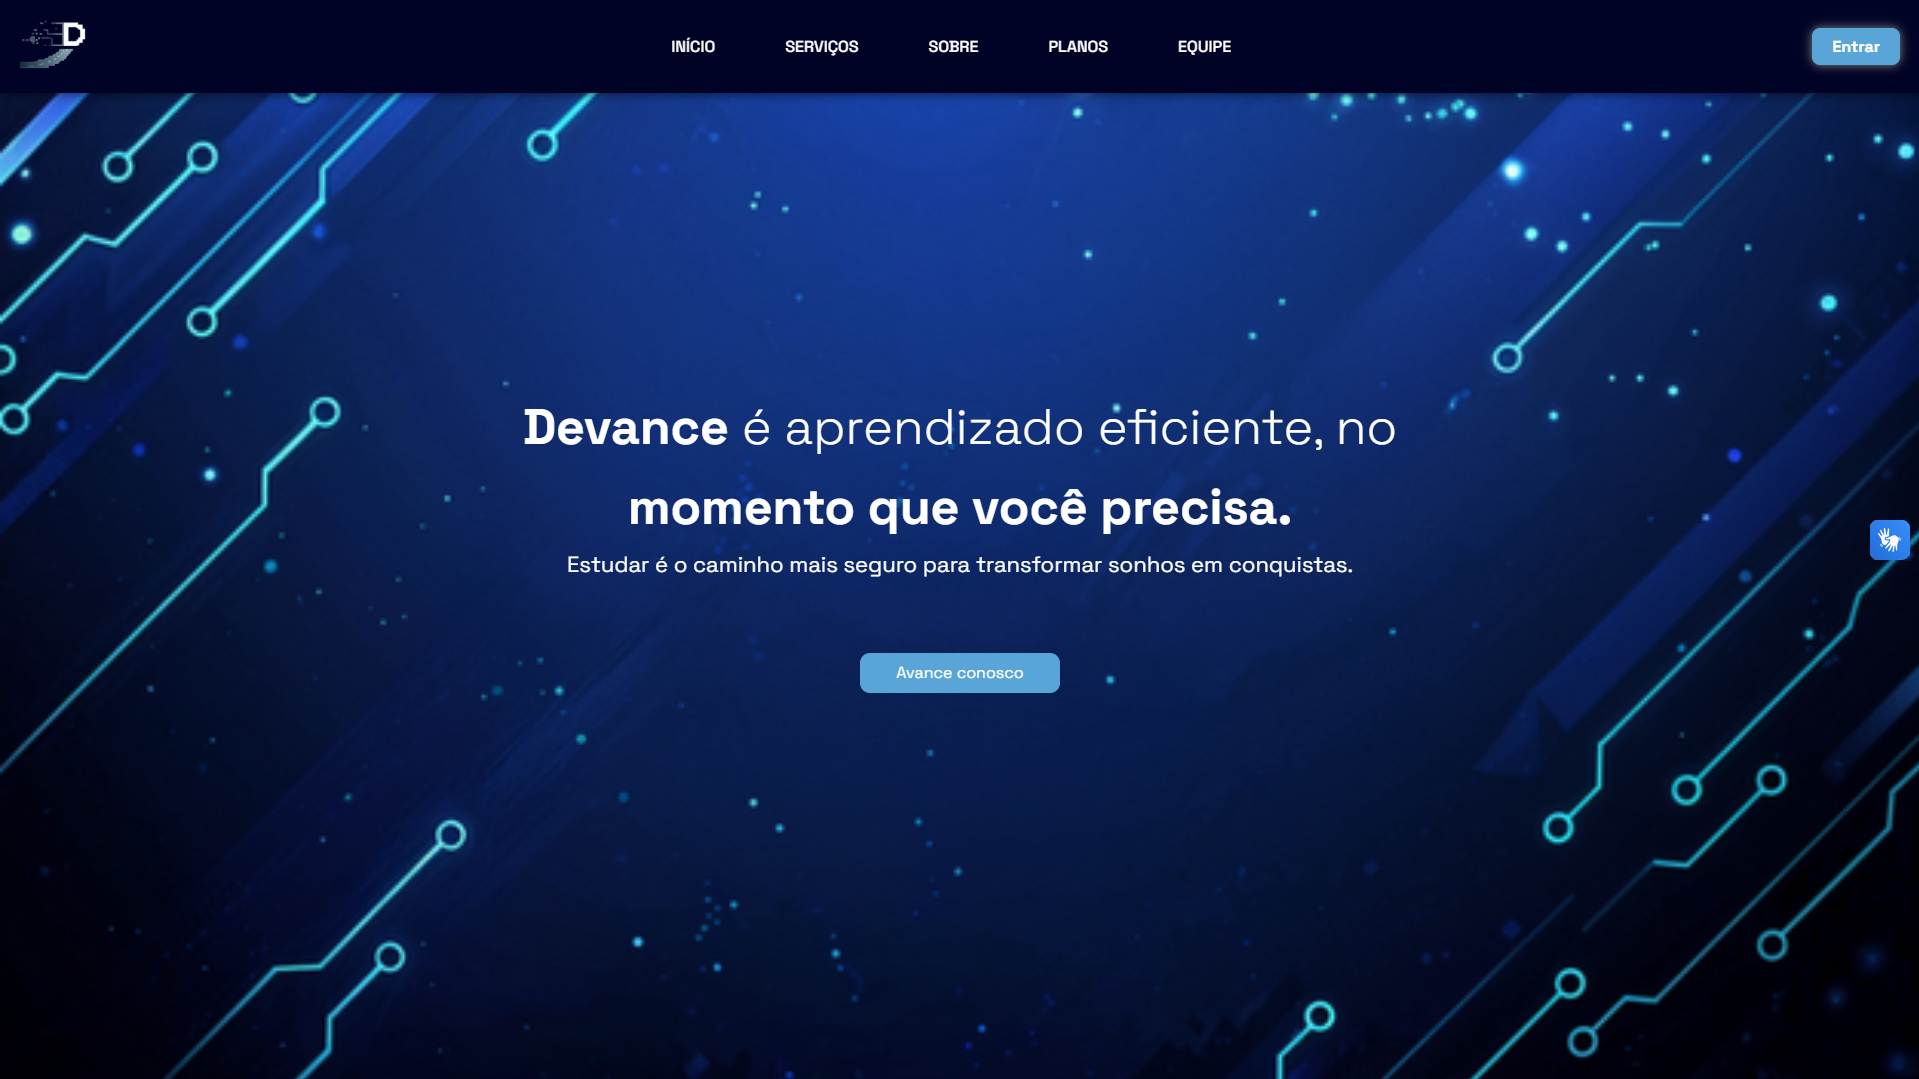 D
INÍCIO
SERVIÇOS
SOBRE
PLANOS
EQUIPE
Entrar
Devance é aprendizado eficiente, no
momento que você precisa.
Estudar é o caminho mais seguro para transformar sonhos em conquistas.
Avance conosco